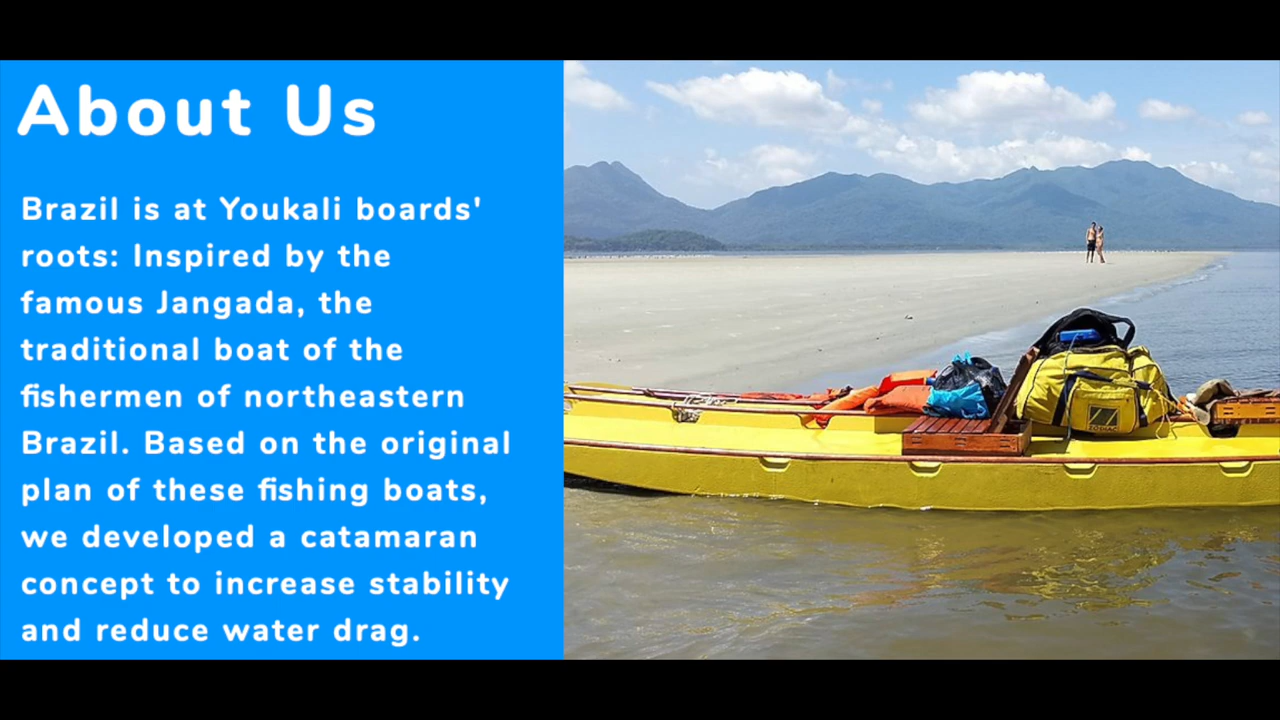 About Us
Brazil is at Youkali boards'
roots: Inspired by the
famous Jangada, the
traditional boat of the
fishermen of northeastern
Brazil. Based on the original
plan of these fishing boats,
we developed a catamaran
concept to increase stability
and reduce water drag.